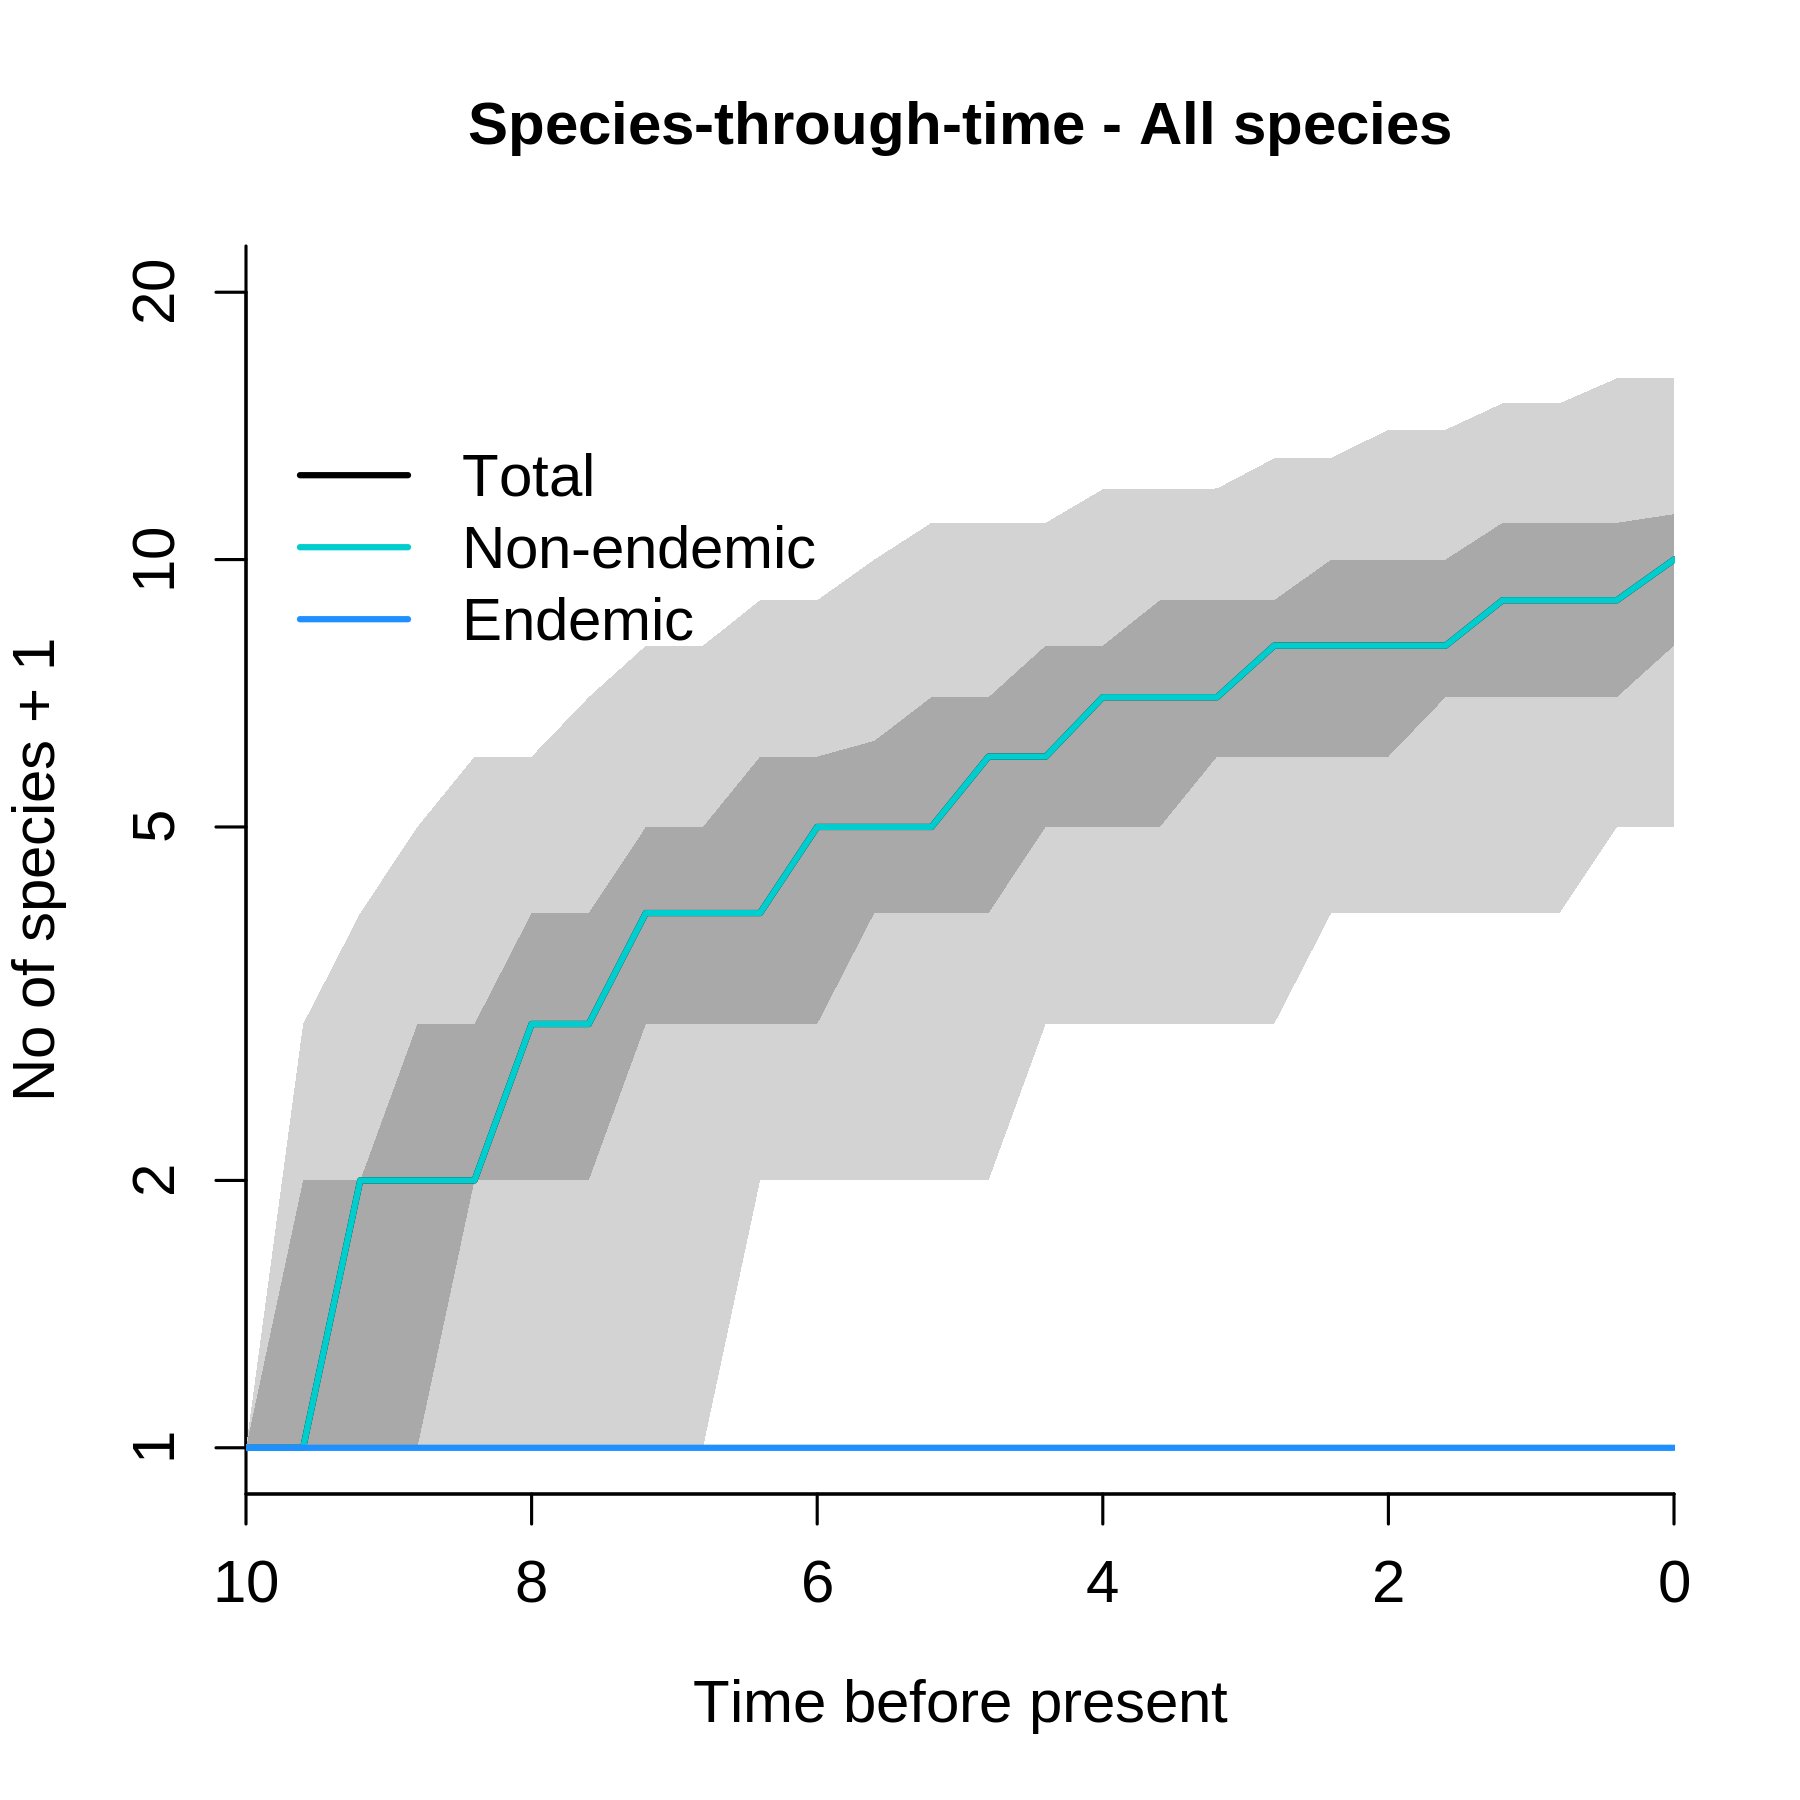 Species-through-time - All species
No of species + 1
20
10
5
2
1
Total
Non-endemic
Endemic
10 8 6 4 2 0
Time before present